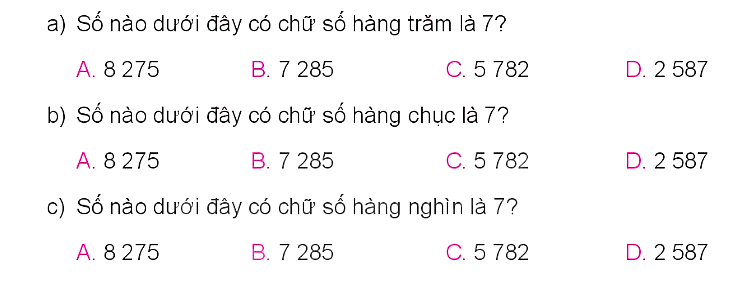 a) Số nào dưới đây có chữ số hàng trăm là 7?
A. 8 275 B. 7 285 C. 5 782 D. 2 587
b) Số nào dưới đây có chữ số hàng chục là 7?
A. 8 275 B. 7 285 C. 5 782 D. 2 587
c) Số nào dưới đây có chữ số hàng nghìn là 7?
A. 8 275 B. 7 285 C. 5 782 D. 2 587